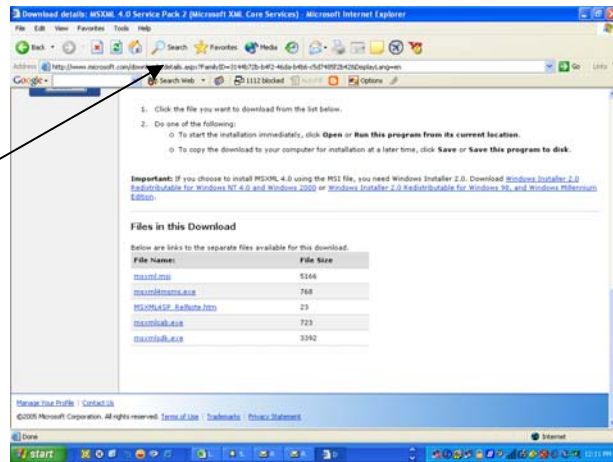 Download details: MSXML 4.0 Service Pack 2 (Microsoft XML Core Services) - Microsoft Internet Explorer
File Edit View Favorites Tools Help
Back Search Favorites Media
Address Go Links
Google Search Web 1112 blocked Options
1. Click the file you want to download from the list below.
2. Do one of the following:
o To start the installation immediately, click Open or Run this program from its current location.
o To copy the download to your computer for installation at a later time, click Save or Save this program to disk.
Important: If you choose to install MSXML 4.0 using the MSI file, you need Windows Installer 2.0. Download Windows Installer 2.0
Redistributable for Windows NT 4.0 and Windows 2000 or Windows Installer 2.0 Redistributable for Windows 98, and Windows Millennium
Edition.
Files in this Download
Below are links to the separate files available for this download.
File Name: File Size
msxml.msi 5166
msxml4msms.exe 768
MSXML4SP_RelNote.htm 23
msxmlcab.exe 723
msxmlsdk.exe 3392
Manage Your Profile | Contact Us
©2005 Microsoft Corporation. All rights reserved. Terms of Use | Trademarks | Privacy Statement
Done Internet
start 12:11 PM